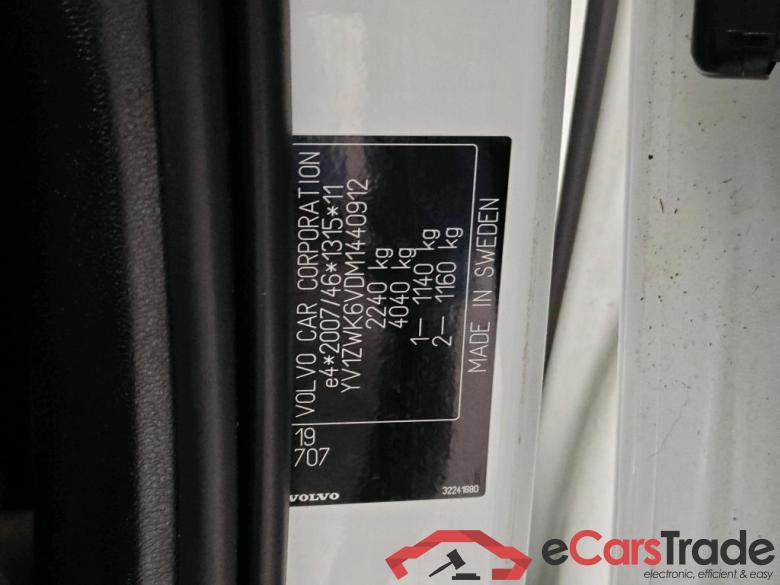 VOLVO CAR CORPORATION
e4*2007/46*1315*11
YV1ZWK6VDM1440912
2240 kg
4040 kg
1– 1140 kg
2– 1160 kg
MADE IN SWEDEN
19
707
VOLVO
32241680
eCarsTrade
electronic, efficient & easy